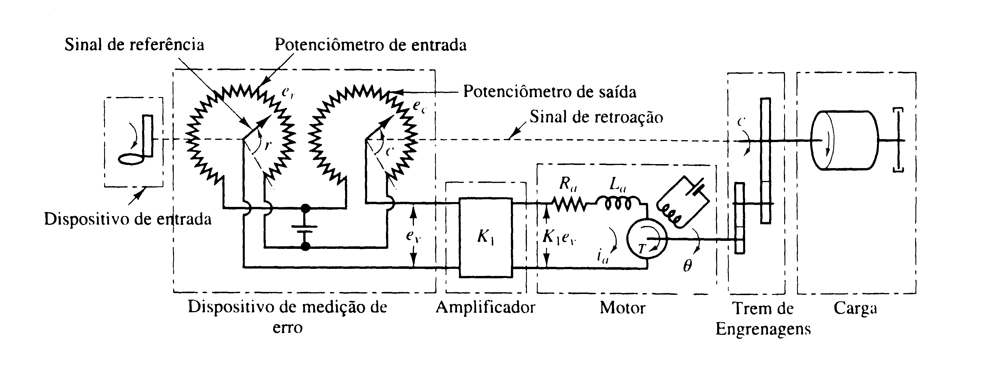 Sinal de referência
Potenciômetro de entrada
e_r
Potenciômetro de saída
e_c
Sinal de retroação
c
r
c
Dispositivo de entrada
e_v
K_1
K_1e_v
R_a
L_a
i_a
T
θ
Dispositivo de medição de
erro
Amplificador
Motor
Trem de
Engrenagens
Carga